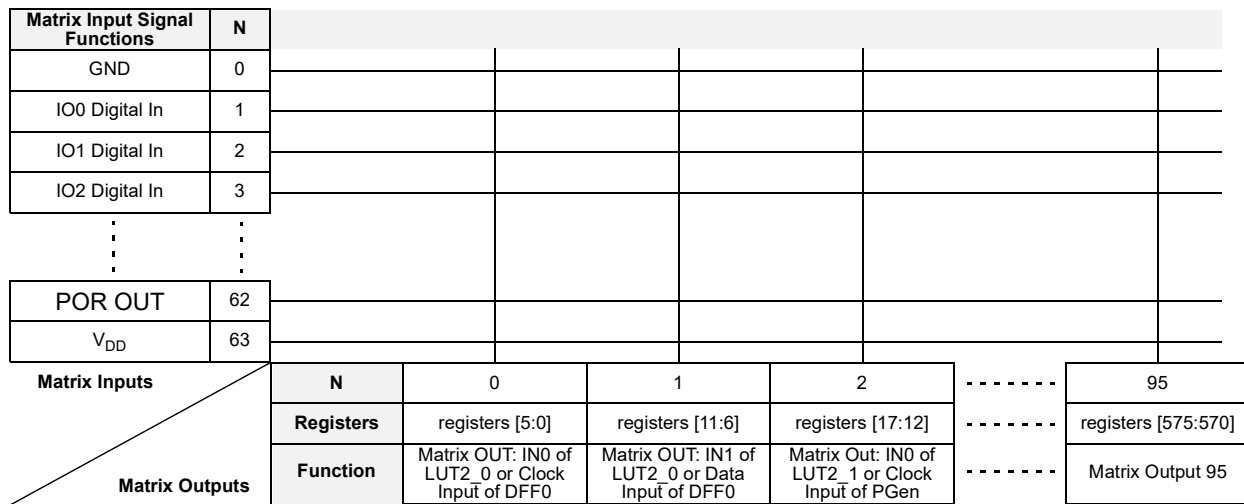 Matrix Input Signal
Functions
N
GND
0
IO0 Digital In
1
IO1 Digital In
2
IO2 Digital In
3
POR OUT
62
VDD
63
Matrix Inputs
N
0
1
2
95
Registers
registers [5:0]
registers [11:6]
registers [17:12]
registers [575:570]
Matrix Outputs
Function
Matrix OUT: IN0 of
LUT2_0 or Clock
Input of DFF0
Matrix OUT: IN1 of
LUT2_0 or Data
Input of DFF0
Matrix Out: IN0 of
LUT2_1 or Clock
Input of PGen
Matrix Output 95